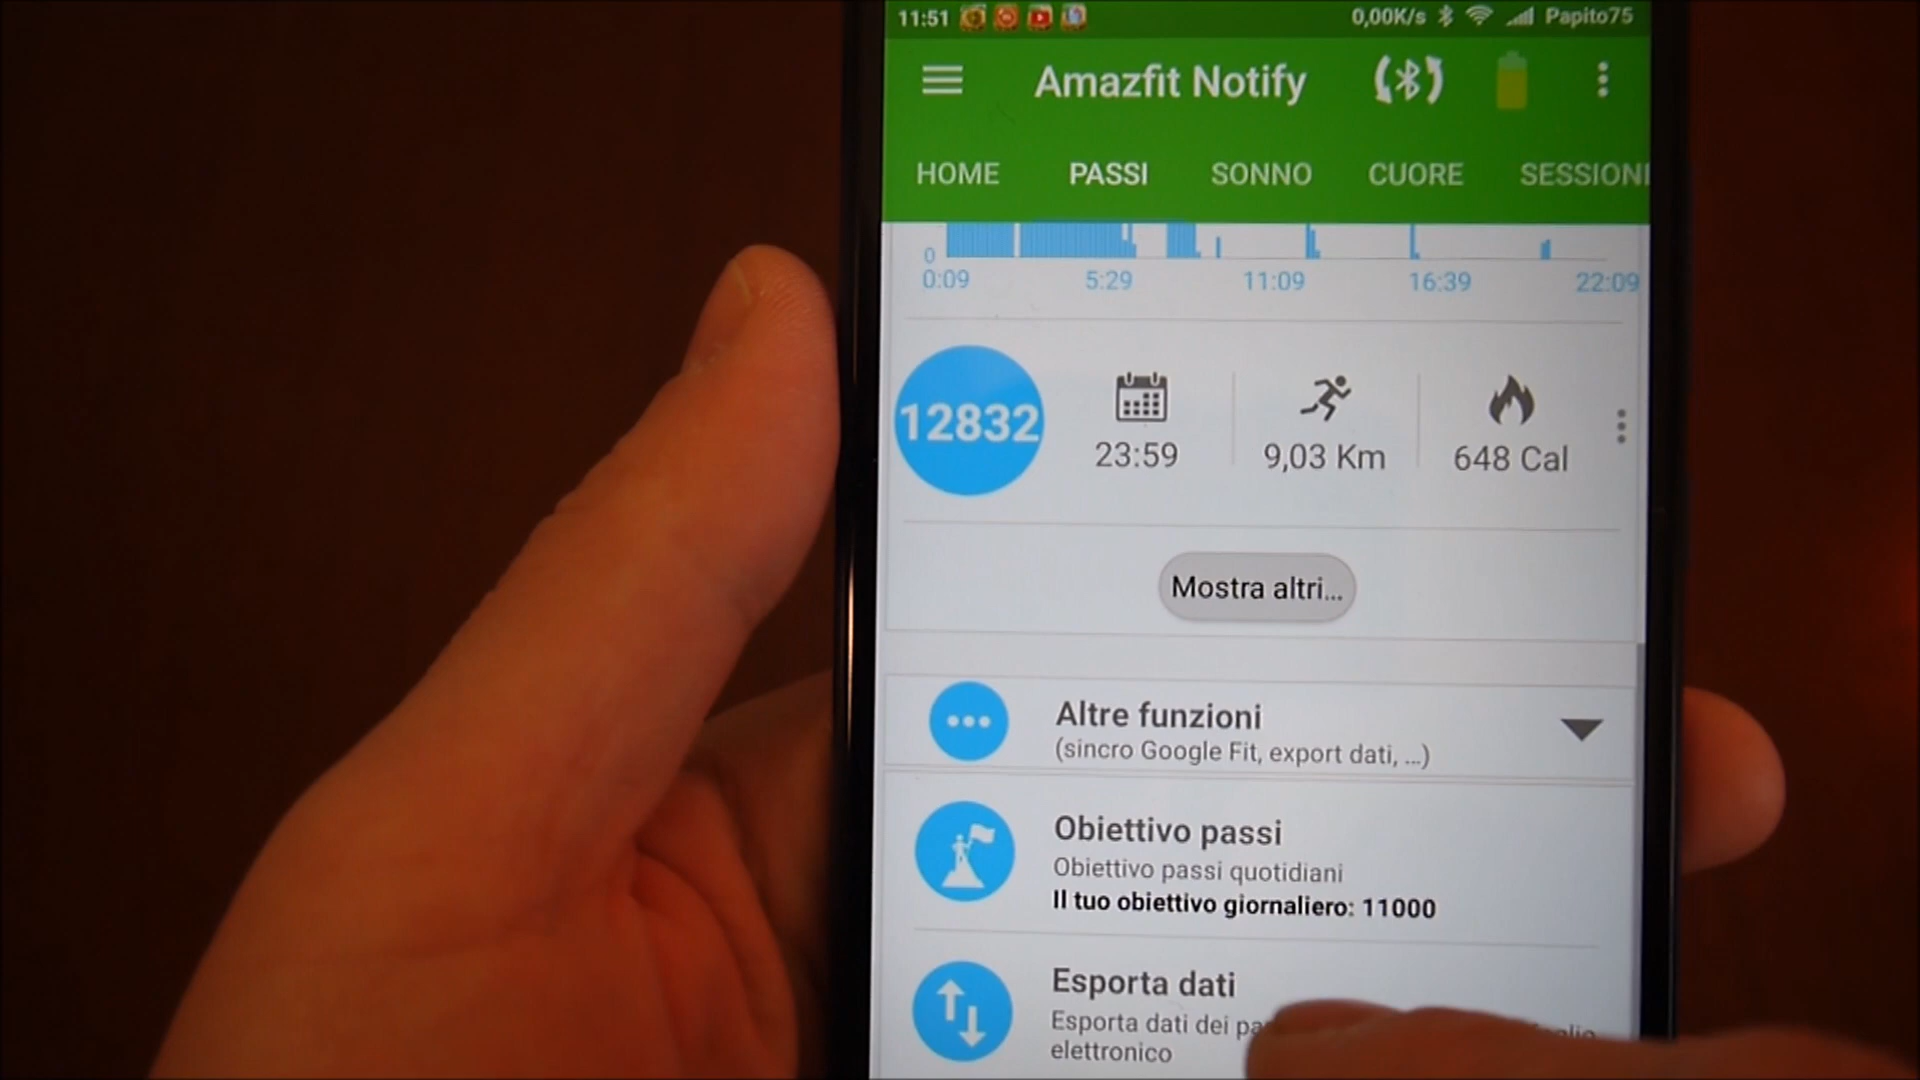 11:51 0,00K/s Papito75
Amazfit Notify
HOME PASSI SONNO CUORE SESSIONI
0
0:09 5:29 11:09 16:39 22:09
12832 23:59 9,03 Km 648 Cal
Mostra altri...
Altre funzioni
(sincro Google Fit, export dati, ...)
Obiettivo passi
Obiettivo passi quotidiani
Il tuo obiettivo giornaliero: 11000
Esporta dati
Esporta dati dei
elettronico